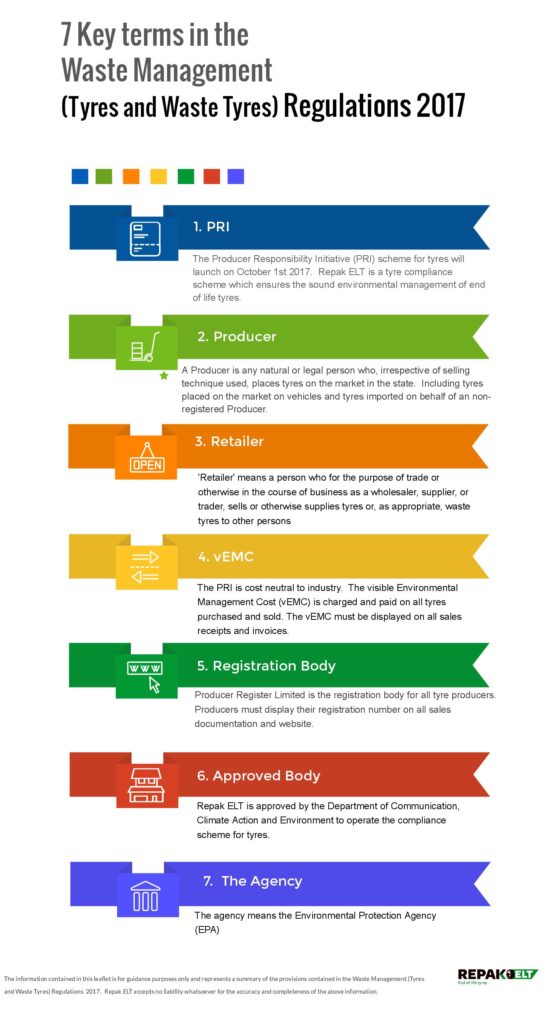 7 Key terms in the
Waste Management
(Tyres and Waste Tyres) Regulations 2017
1. PRI
The Producer Responsibility Initiative (PRI) scheme for tyres will
launch on October 1st 2017. Repak ELT is a tyre compliance
scheme which ensures the sound environmental management of end
of life tyres.
2. Producer
A Producer is any natural or legal person who, irrespective of selling
technique used, places tyres on the market in the state. Including tyres
placed on the market on vehicles and tyres imported on behalf of an non-
registered Producer.
3. Retailer
OPEN
'Retailer' means a person who for the purpose of trade or
otherwise in the course of business as a wholesaler, supplier, or
trader, sells or otherwise supplies tyres or, as appropriate, waste
tyres to other persons
4. vEMC
The PRI is cost neutral to industry. The visible Environmental
Management Cost (vEMC) is charged and paid on all tyres
purchased and sold. The vEMC must be displayed on all sales
receipts and invoices.
5. Registration Body
WWW
Producer Register Limited is the registration body for all tyre producers.
Producers must display their registration number on all sales
documentation and website.
6. Approved Body
Repak ELT is approved by the Department of Communication,
Climate Action and Environment to operate the compliance
scheme for tyres.
7. The Agency
The agency means the Environmental Protection Agency
(EPA)
The information contained in this leaflet is for guidance purposes only and represents a summary of the provisions contained in the Waste Management (Tyres
and Waste Tyres) Regulations 2017. Repak ELT accepts no liability whatsoever for the accuracy and completeness of the above information.
REPAK ELT
End of life tyres